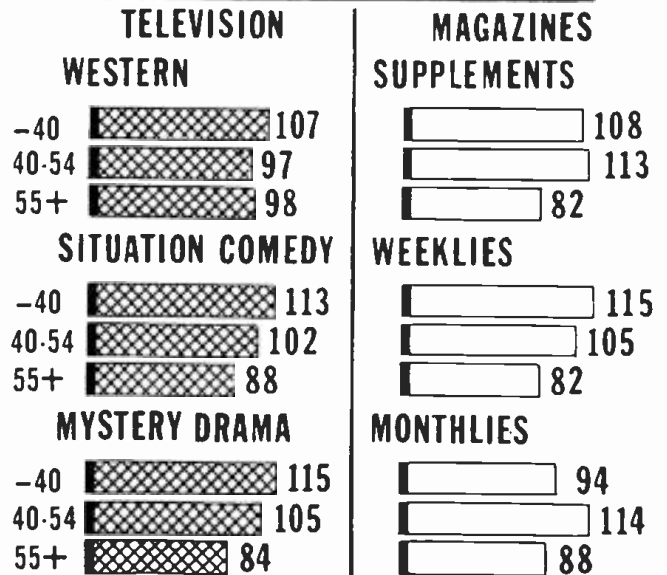 TELEVISION
WESTERN
-40 107
40-54 97
55+ 98
SITUATION COMEDY
-40 113
40-54 102
55+ 88
MYSTERY DRAMA
-40 115
40-54 105
55+ 84
MAGAZINES
SUPPLEMENTS
108
113
82
WEEKLIES
115
105
82
MONTHLIES
94
114
88